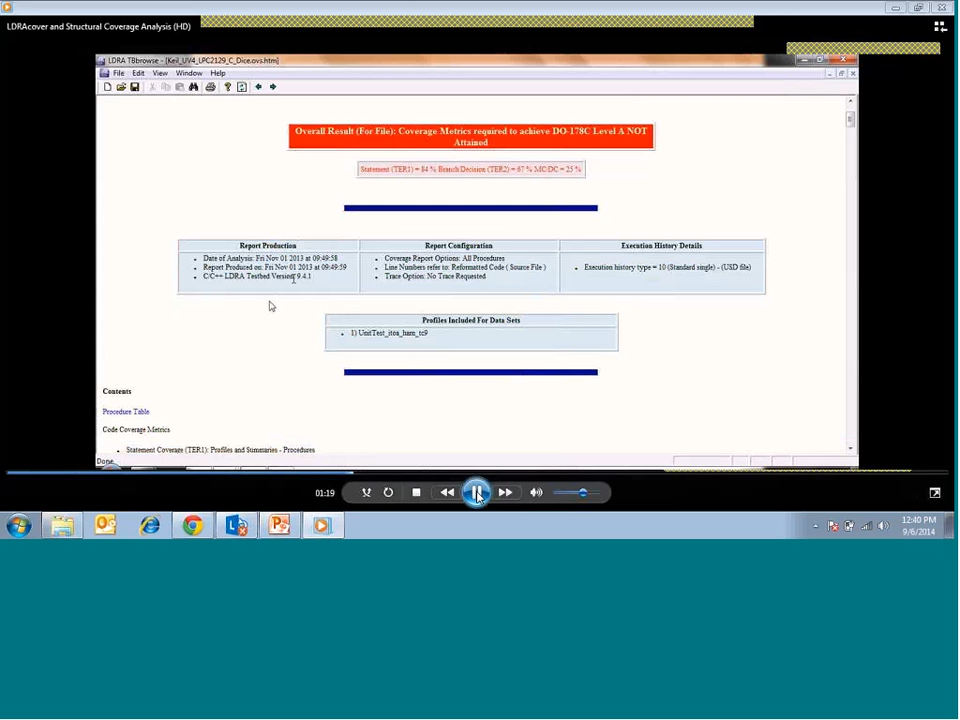 LDRAcover and Structural Coverage Analysis (HD)
LDRA TBbrowse - [Keil_UV4_LPC2129_C_Dice.ovs.htm]
File Edit View Window Help
Overall Result (For File): Coverage Metrics required to achieve DO-178C Level A NOT
Attained
Statement (TER1) = 84 % Branch Decision (TER2) = 67 % MC/DC = 25 %
Report Production
Date of Analysis: Fri Nov 01 2013 at 09:49:58
Report Produced on: Fri Nov 01 2013 at 09:49:59
C/C++ LDRA Testbed Version: 9.4.1
Report Configuration
Coverage Report Options: All Procedures
Line Numbers refer to: Reformatted Code ( Source File )
Trace Option: No Trace Requested
Execution History Details
Execution history type = 10 (Standard single) - (USD file)
Profiles Included For Data Sets
1) UnitTest_itoa_ham_tc9
Contents
Procedure Table
Code Coverage Metrics
Statement Coverage (TER1): Profiles and Summaries - Procedures
Done
01:19
12:40 PM
9/6/2014